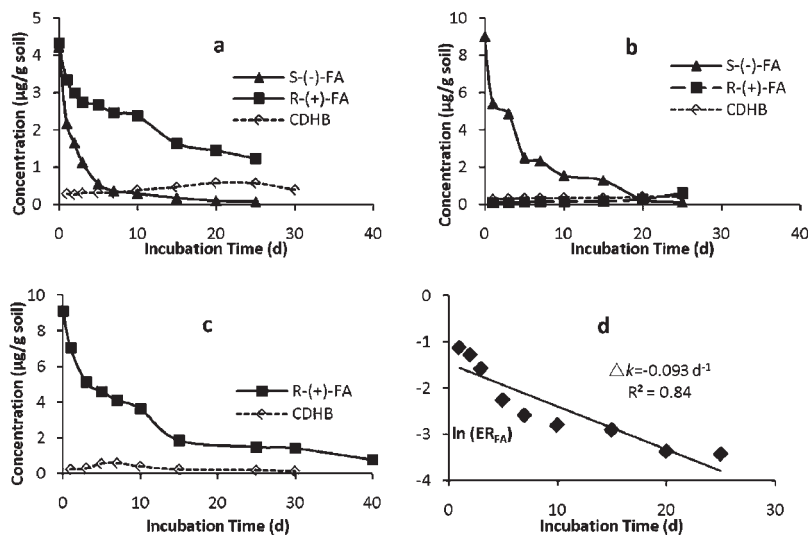 a
5
4
3
2
1
0
Concentration (µg/g soil)
0 10 20 30 40
Incubation Time (d)
S-(-)-FA
R-(+)-FA
CDHB
b
10
8
6
4
2
0
Concentration (µg/g soil)
0 10 20 30 40
Incubation Time (d)
S-(-)-FA
R-(+)-FA
CDHB
c
10
8
6
4
2
0
Concentration (µg/g soil)
0 10 20 30 40
Incubation Time (d)
R-(+)-FA
CDHB
d
0
-1
-2
-3
-4
△k=-0.093 d⁻¹
R² = 0.84
ln (ER_FA)
0 10 20 30
Incubation Time (d)